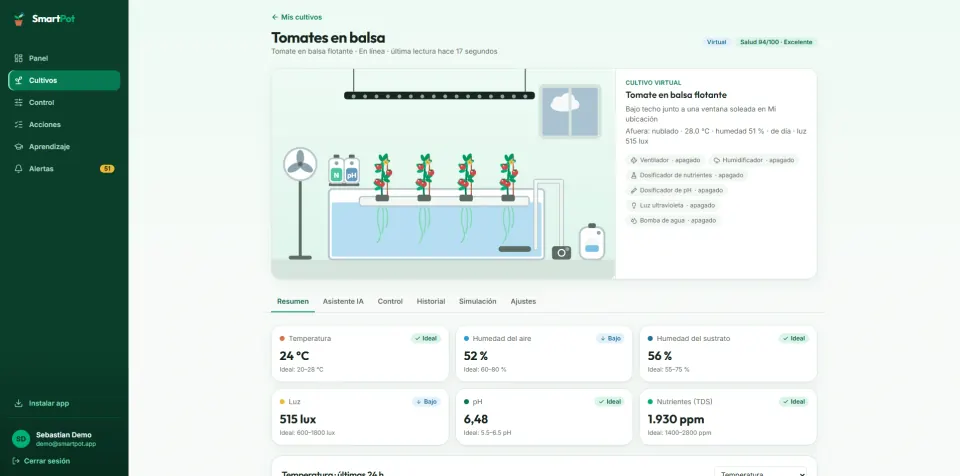 SmartPot
Panel
Cultivos
Control
Acciones
Aprendizaje
Alertas
51
Instalar app
SD
Sebastian Demo
demo@smartpot.app
Cerrar sesión
← Mis cultivos
Tomates en balsa
Tomate en balsa flotante · En línea · última lectura hace 17 segundos
Virtual
Salud 94/100 · Excelente
N
pH
CULTIVO VIRTUAL
Tomate en balsa flotante
Bajo techo junto a una ventana soleada en Mi
ubicación
Afuera: nublado · 28.0 °C · humedad 51 % · de día · luz
515 lux
Ventilador · apagado
Humidificador · apagado
Dosificador de nutrientes · apagado
Dosificador de pH · apagado
Luz ultravioleta · apagado
Bomba de agua · apagado
Resumen
Asistente IA
Control
Historial
Simulación
Ajustes
Temperatura
✓ Ideal
24 °C
Ideal: 20–28 °C
Humedad del aire
↓ Bajo
52 %
Ideal: 60–80 %
Humedad del sustrato
✓ Ideal
56 %
Ideal: 55–75 %
Luz
↓ Bajo
515 lux
Ideal: 600–1800 lux
pH
✓ Ideal
6,48
Ideal: 5.5–6.5 pH
Nutrientes (TDS)
✓ Ideal
1.930 ppm
Ideal: 1400–2800 ppm
Temperatura · últimas 24 h
Temperatura